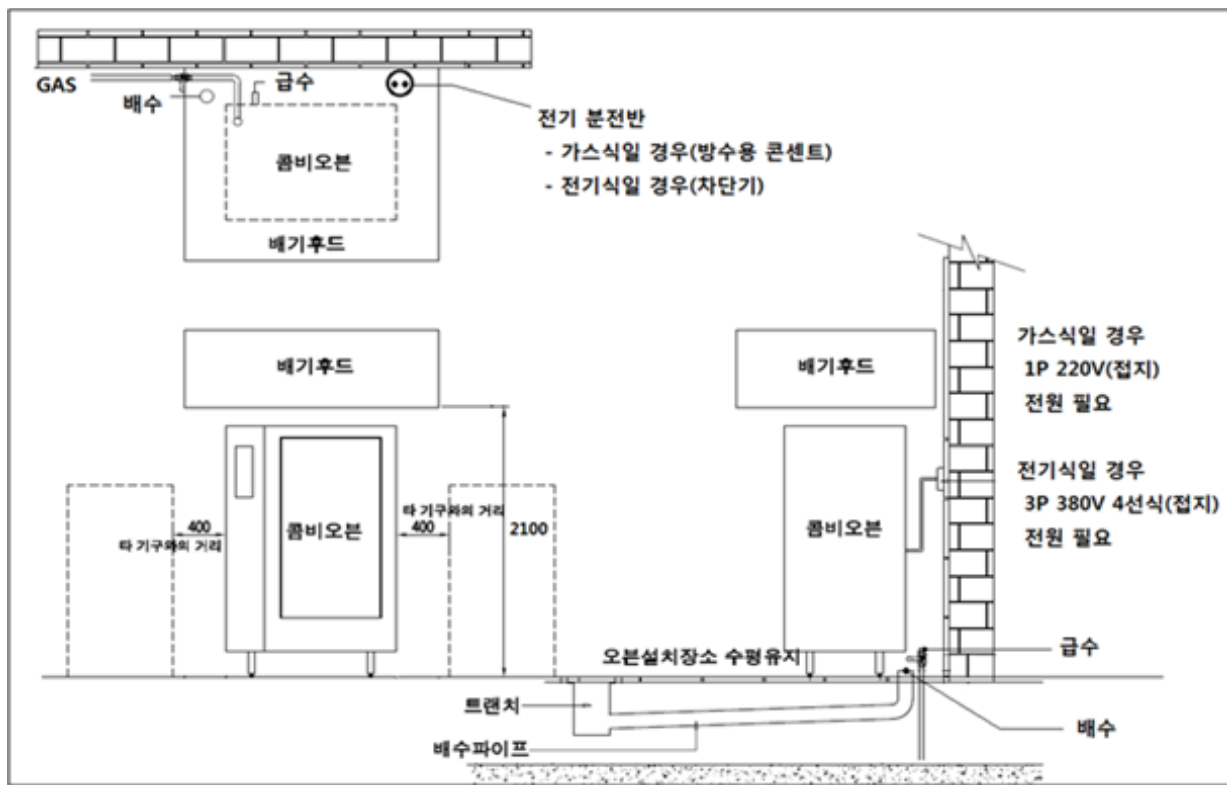 GAS
배수
급수
콤비오븐
배기후드
전기 분전반
- 가스식일 경우(방수용 콘센트)
- 전기식일 경우(차단기)
배기후드
배기후드
가스식일 경우
1P 220V(접지)
전원 필요
전기식일 경우
3P 380V 4선식(접지)
전원 필요
400
타 기구와의 거리
콤비오븐
타 기구와의 거리
400
2100
콤비오븐
오븐설치장소 수평유지
급수
트랜치
배수파이프
배수